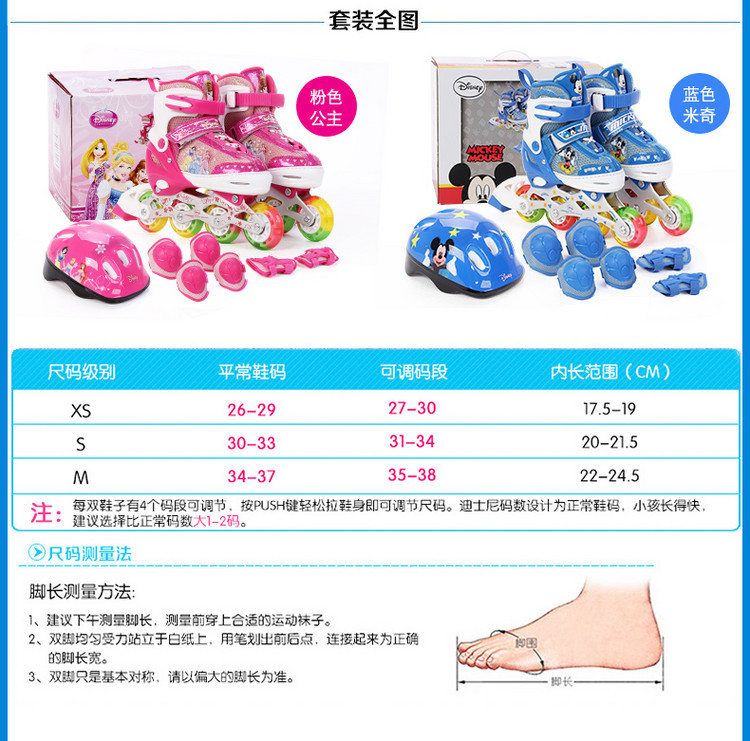 套装全图
粉色
公主
蓝色
米奇
Disney
Disney
MICKEY
MOUSE
MICKEY
Disney
Disney
尺码级别 平常鞋码 可调码段 内长范围（CM）
XS 26-29 27-30 17.5-19
S 30-33 31-34 20-21.5
M 34-37 35-38 22-24.5
注： 每双鞋子有4个码段可调节，按PUSH键轻松拉鞋身即可调节尺码。迪士尼码数设计为正常鞋码，小孩长得快，
建议选择比正常码数大1-2码。
尺码测量法
脚长测量方法:
1、建议下午测量脚长，测量前穿上合适的运动袜子。
2、双脚均匀受力站立于白纸上，用笔划出前后点，连接起来为正确
的脚长宽。
3、双脚只是基本对称，请以偏大的脚长为准。
脚围
脚长